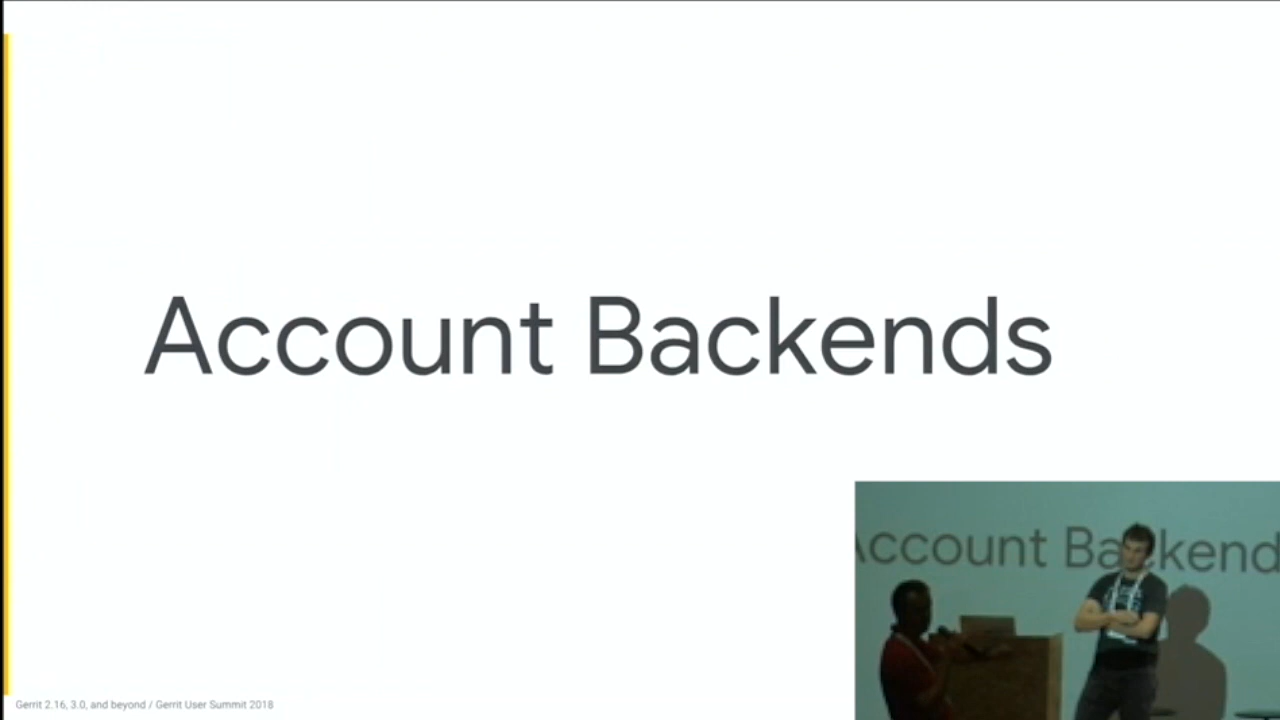 Account Backends
Account Backend
Gerrit 2.16, 3.0, and beyond / Gerrit User Summit 2018